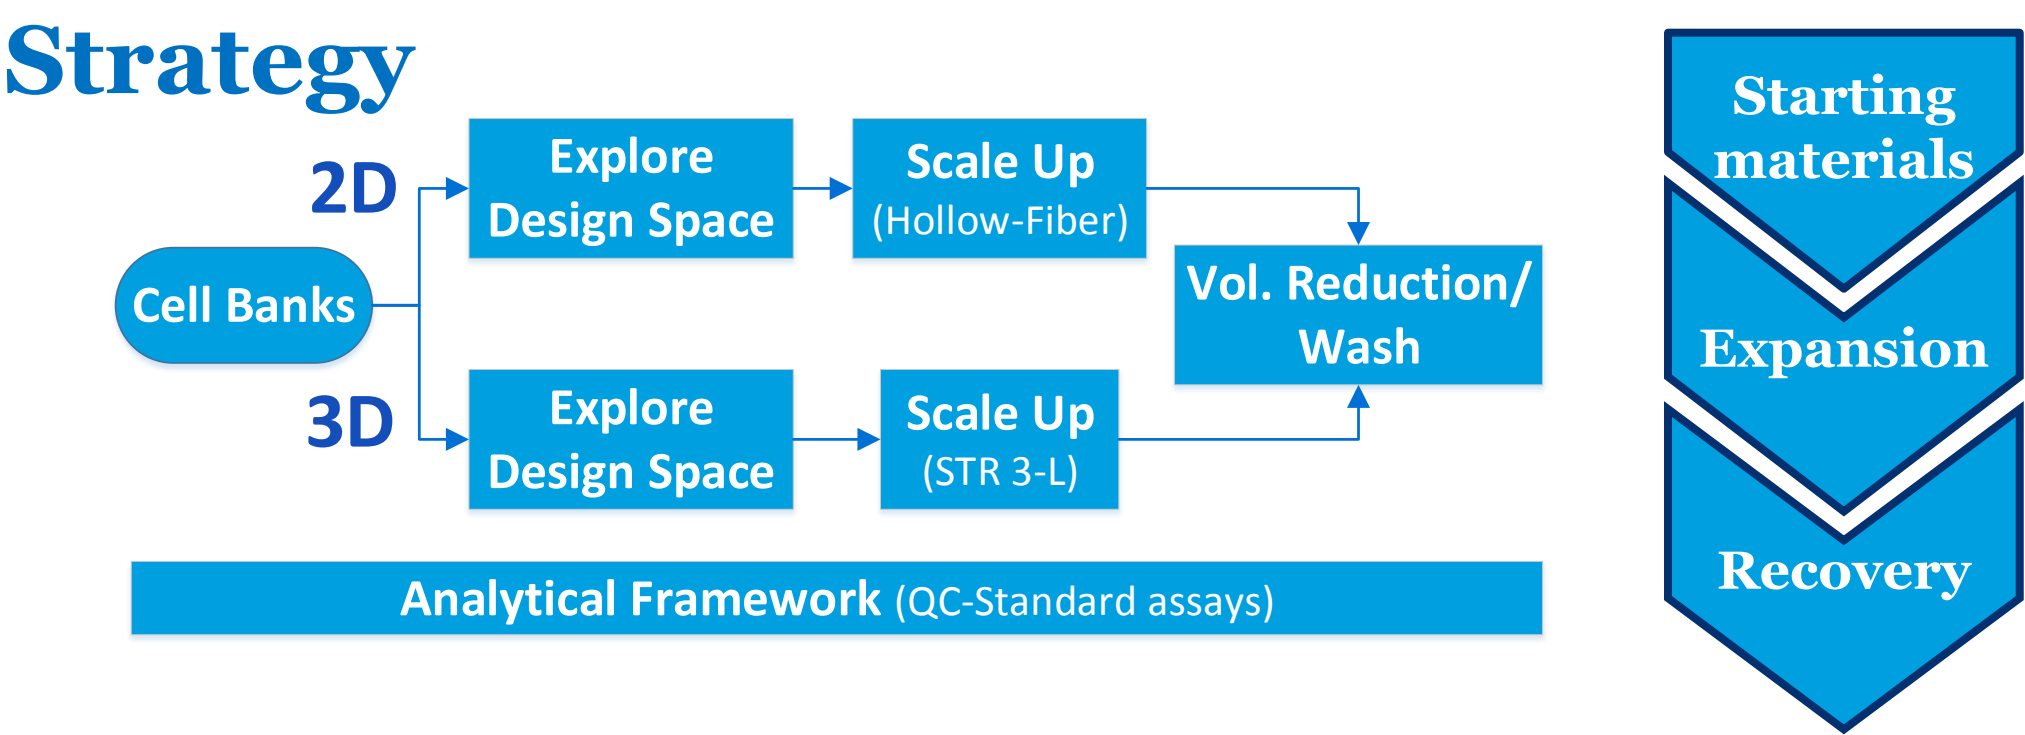 Strategy
2D
Explore
Design Space
Scale Up
(Hollow-Fiber)
Cell Banks
Vol. Reduction/
Wash
3D
Explore
Design Space
Scale Up
(STR 3-L)
Analytical Framework (QC-Standard assays)
Starting
materials
Expansion
Recovery